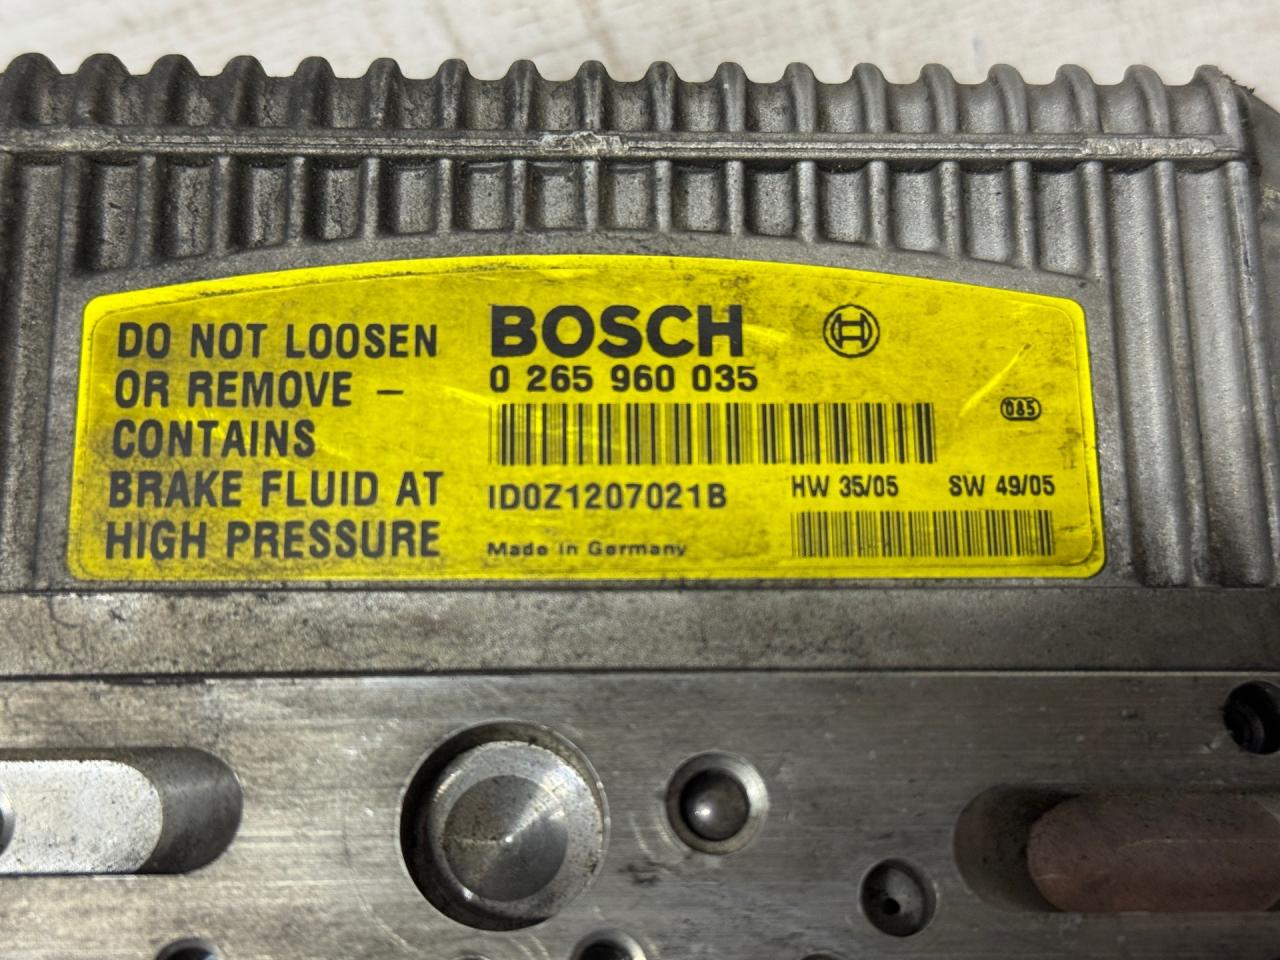 DO NOT LOOSEN
OR REMOVE –
CONTAINS
BRAKE FLUID AT
HIGH PRESSURE
BOSCH
0 265 960 035
085
ID0Z1207021B
HW 35/05 SW 49/05
Made in Germany